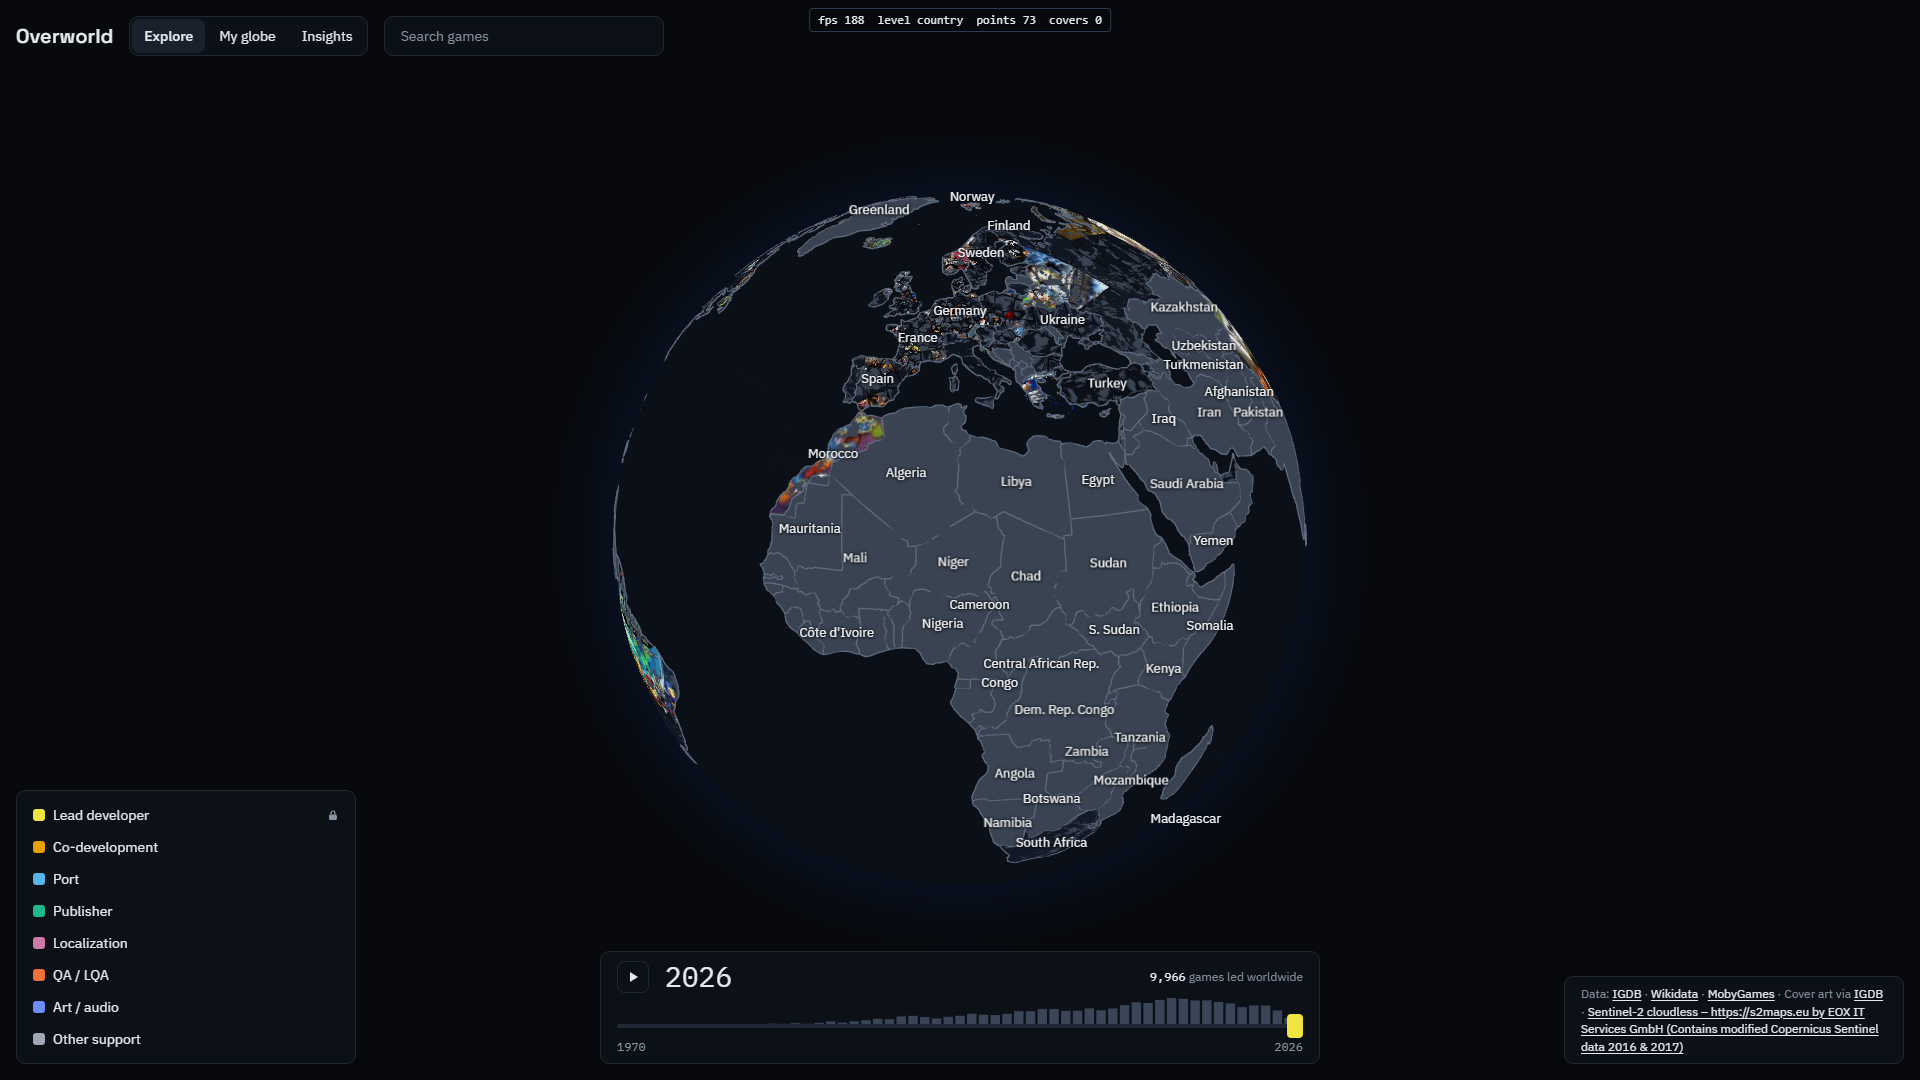 Overworld
Explore
My globe
Insights
Search games
fps 188 level country points 73 covers 0
Norway
Greenland
Finland
Sweden
Germany
Kazakhstan
Ukraine
France
Uzbekistan
Turkmenistan
Spain
Turkey
Afghanistan
Iran
Pakistan
Iraq
Morocco
Algeria
Libya
Egypt
Saudi Arabia
Mauritania
Yemen
Mali
Niger
Chad
Sudan
Cameroon
Ethiopia
Nigeria
Somalia
Côte d'Ivoire
S. Sudan
Central African Rep.
Kenya
Congo
Dem. Rep. Congo
Tanzania
Zambia
Angola
Mozambique
Botswana
Namibia
Madagascar
South Africa
Lead developer
Co-development
Port
Publisher
Localization
QA / LQA
Art / audio
Other support
2026
9,966 games led worldwide
1970
2026
Data: IGDB · Wikidata · MobyGames · Cover art via IGDB
· Sentinel-2 cloudless – https://s2maps.eu by EOX IT
Services GmbH (Contains modified Copernicus Sentinel
data 2016 & 2017)